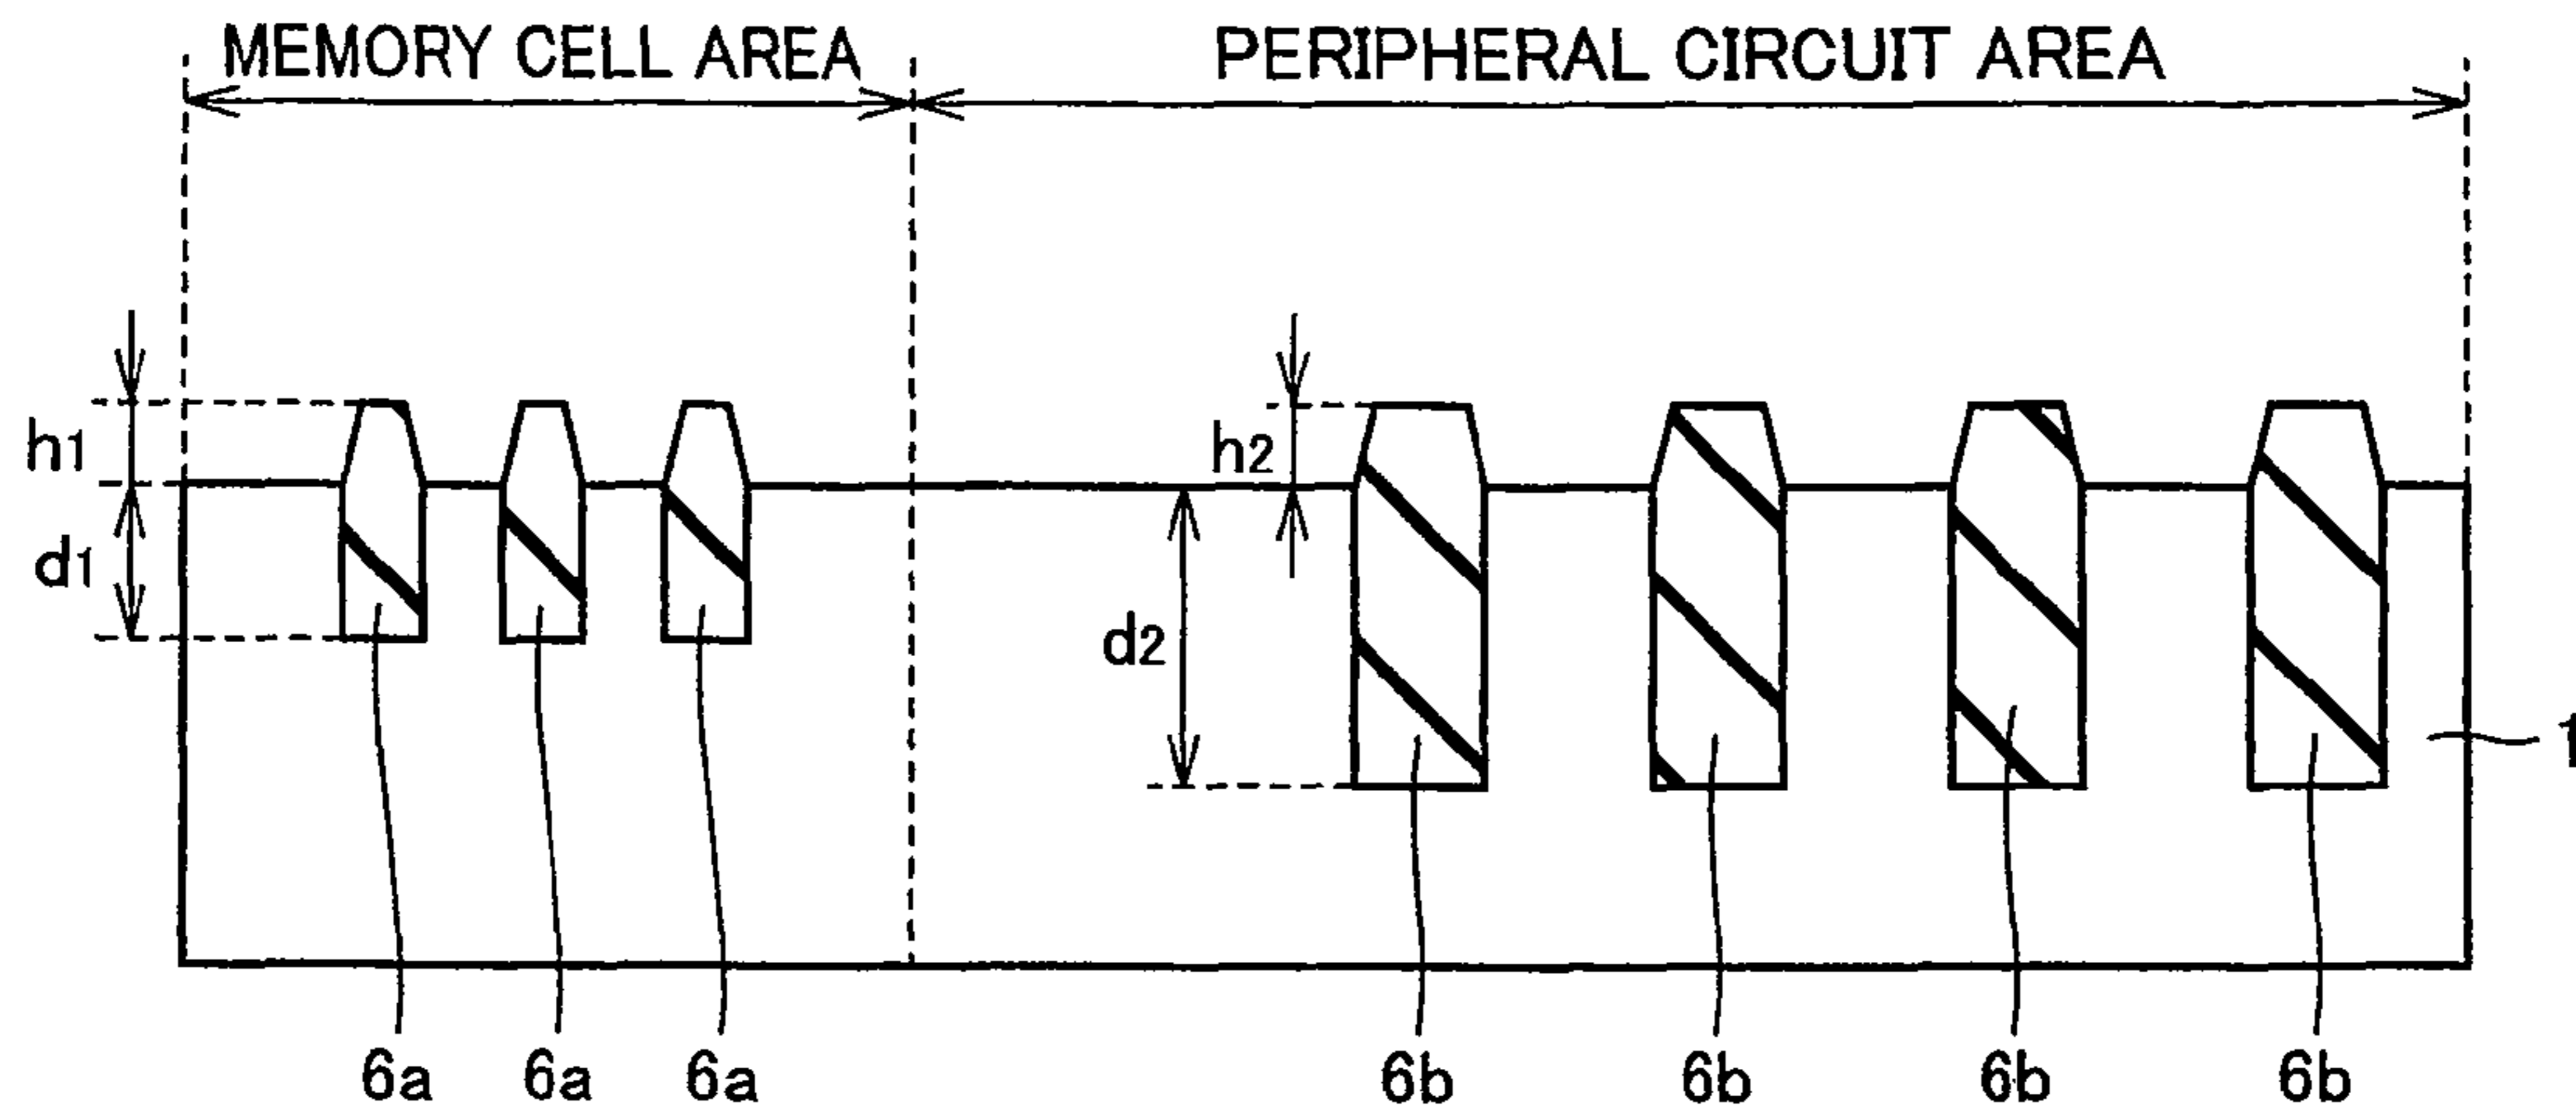 MEMORY CELL AREA PERIPHERAL CIRCUIT AREA
h1 h2
d1 d2
1
6a 6a 6a 6b 6b 6b 6b